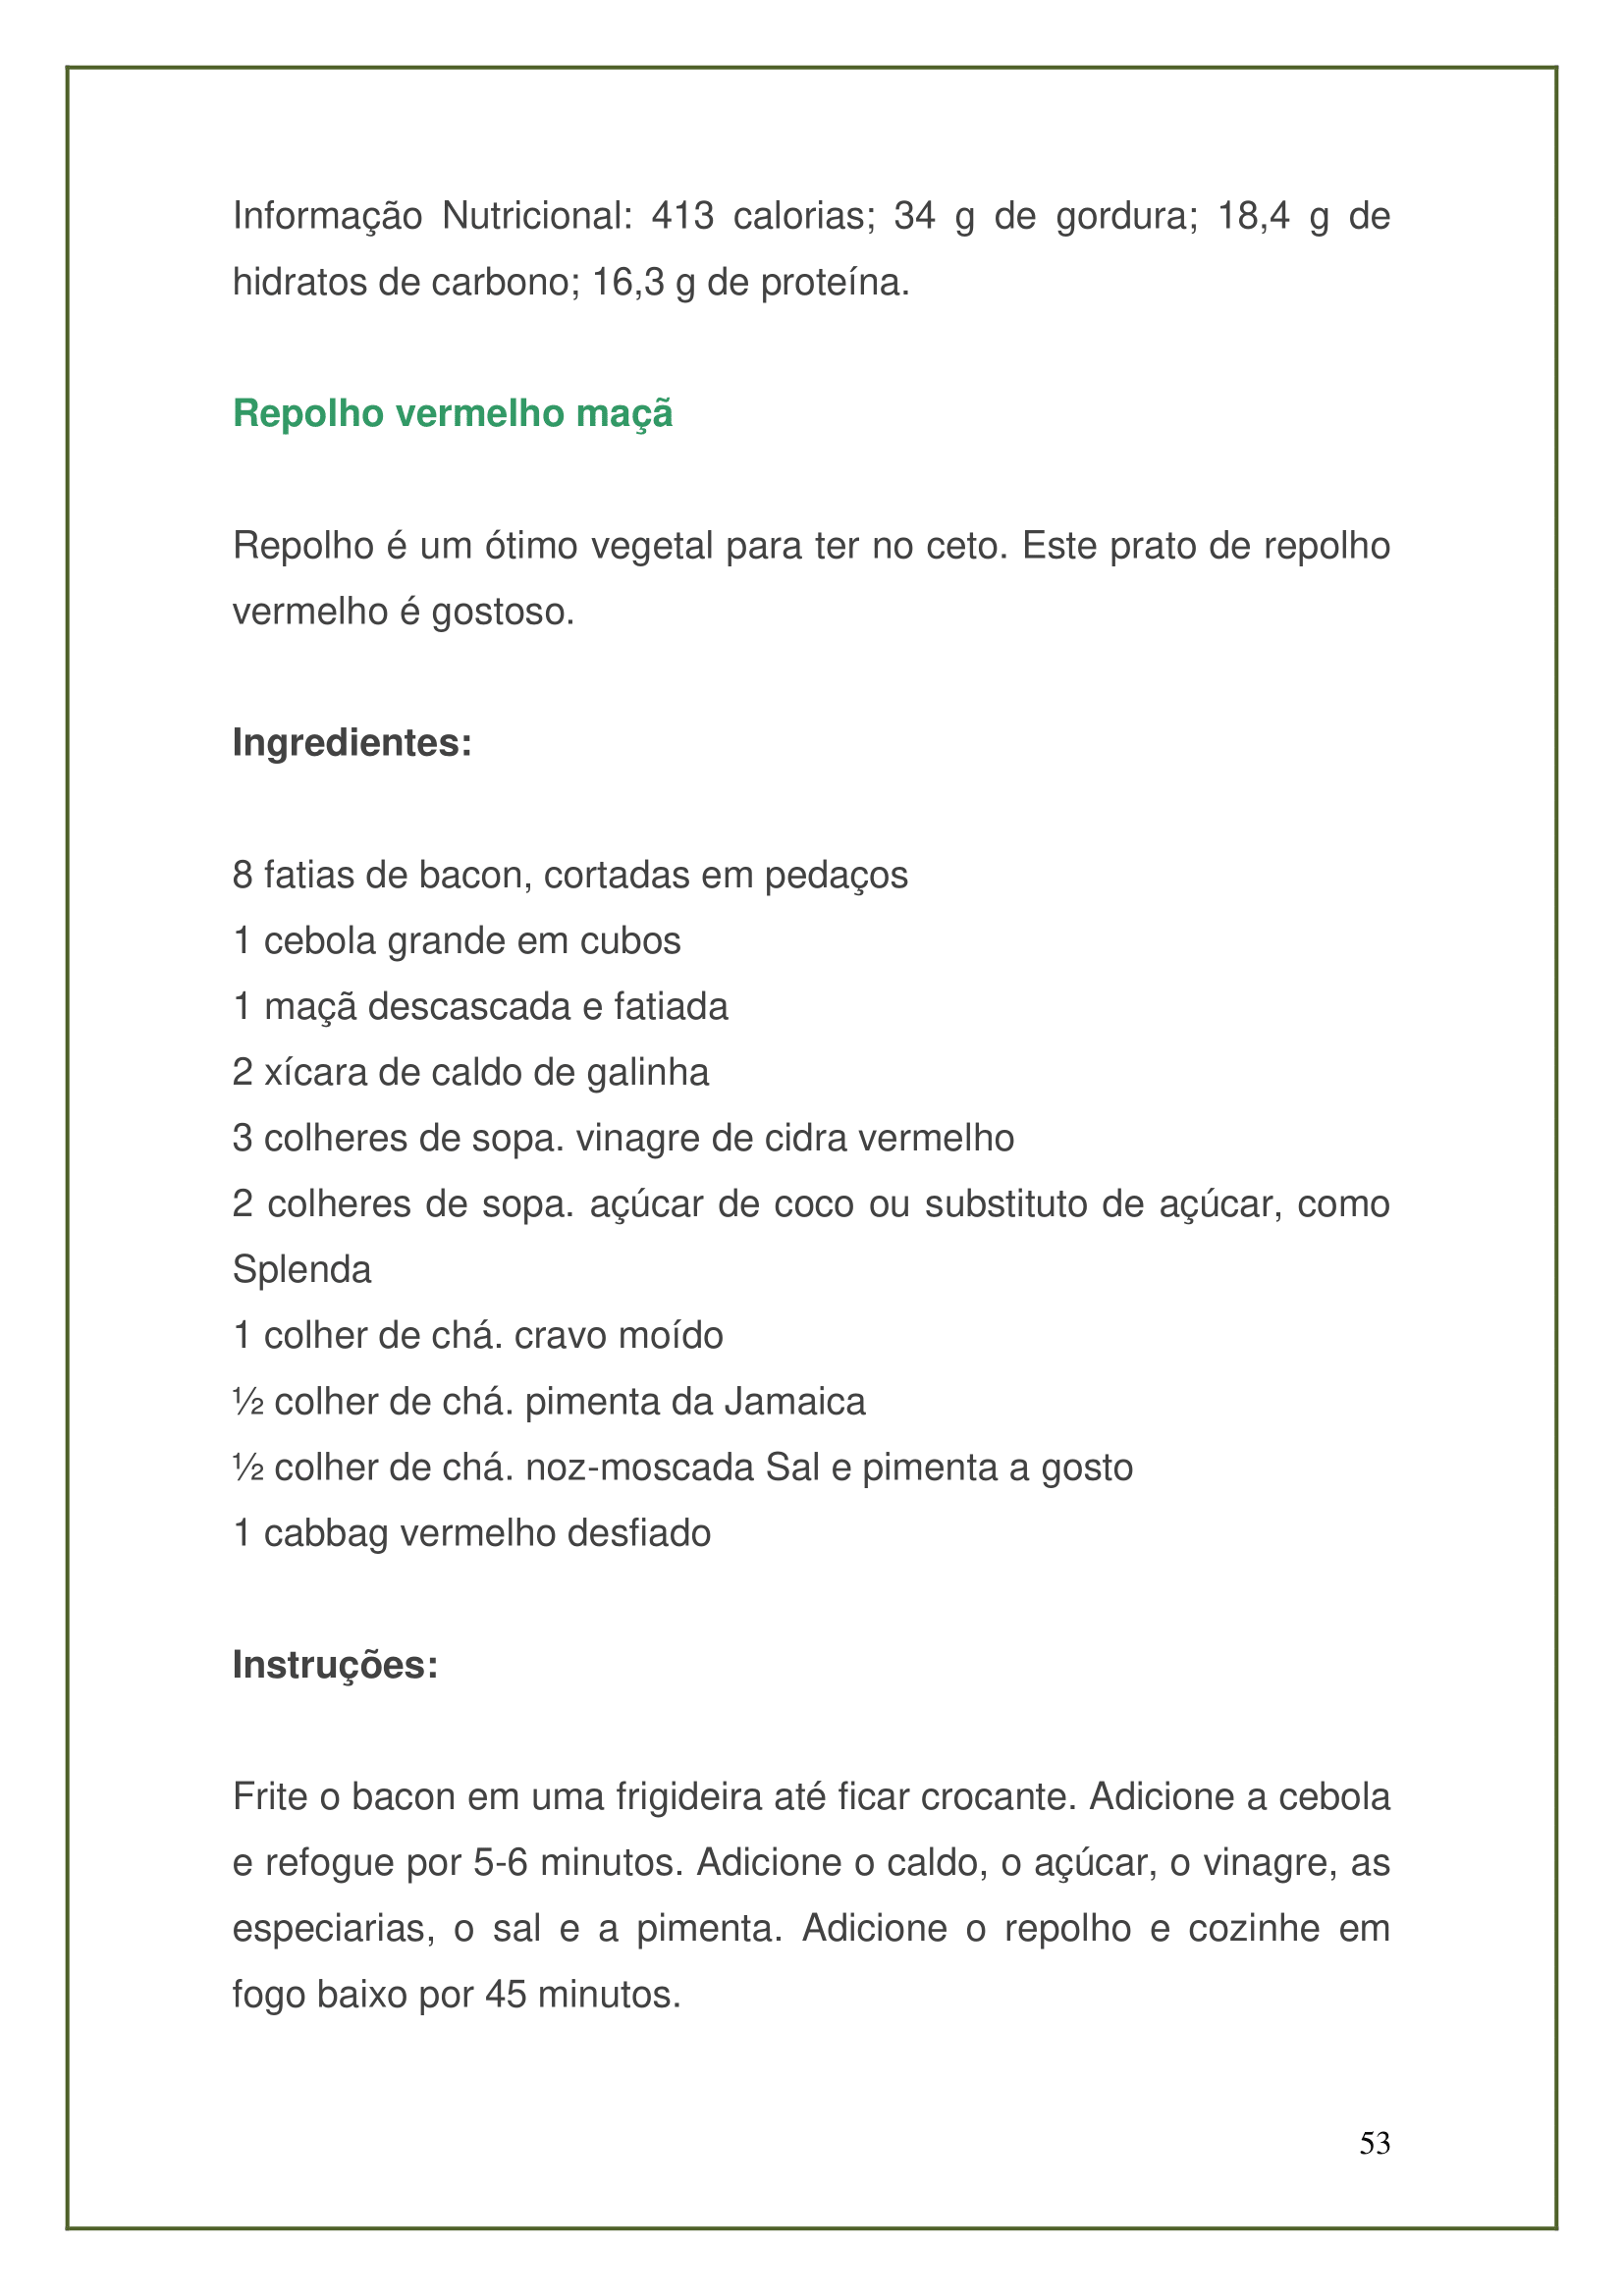 Informação Nutricional: 413 calorias; 34 g de gordura; 18,4 g de
hidratos de carbono; 16,3 g de proteína.
Repolho vermelho maçã
Repolho é um ótimo vegetal para ter no ceto. Este prato de repolho
vermelho é gostoso.
Ingredientes:
8 fatias de bacon, cortadas em pedaços
1 cebola grande em cubos
1 maçã descascada e fatiada
2 xícara de caldo de galinha
3 colheres de sopa. vinagre de cidra vermelho
2 colheres de sopa. açúcar de coco ou substituto de açúcar, como
Splenda
1 colher de chá. cravo moído
½ colher de chá. pimenta da Jamaica
½ colher de chá. noz-moscada Sal e pimenta a gosto
1 cabbag vermelho desfiado
Instruções:
Frite o bacon em uma frigideira até ficar crocante. Adicione a cebola
e refogue por 5-6 minutos. Adicione o caldo, o açúcar, o vinagre, as
especiarias, o sal e a pimenta. Adicione o repolho e cozinhe em
fogo baixo por 45 minutos.
53